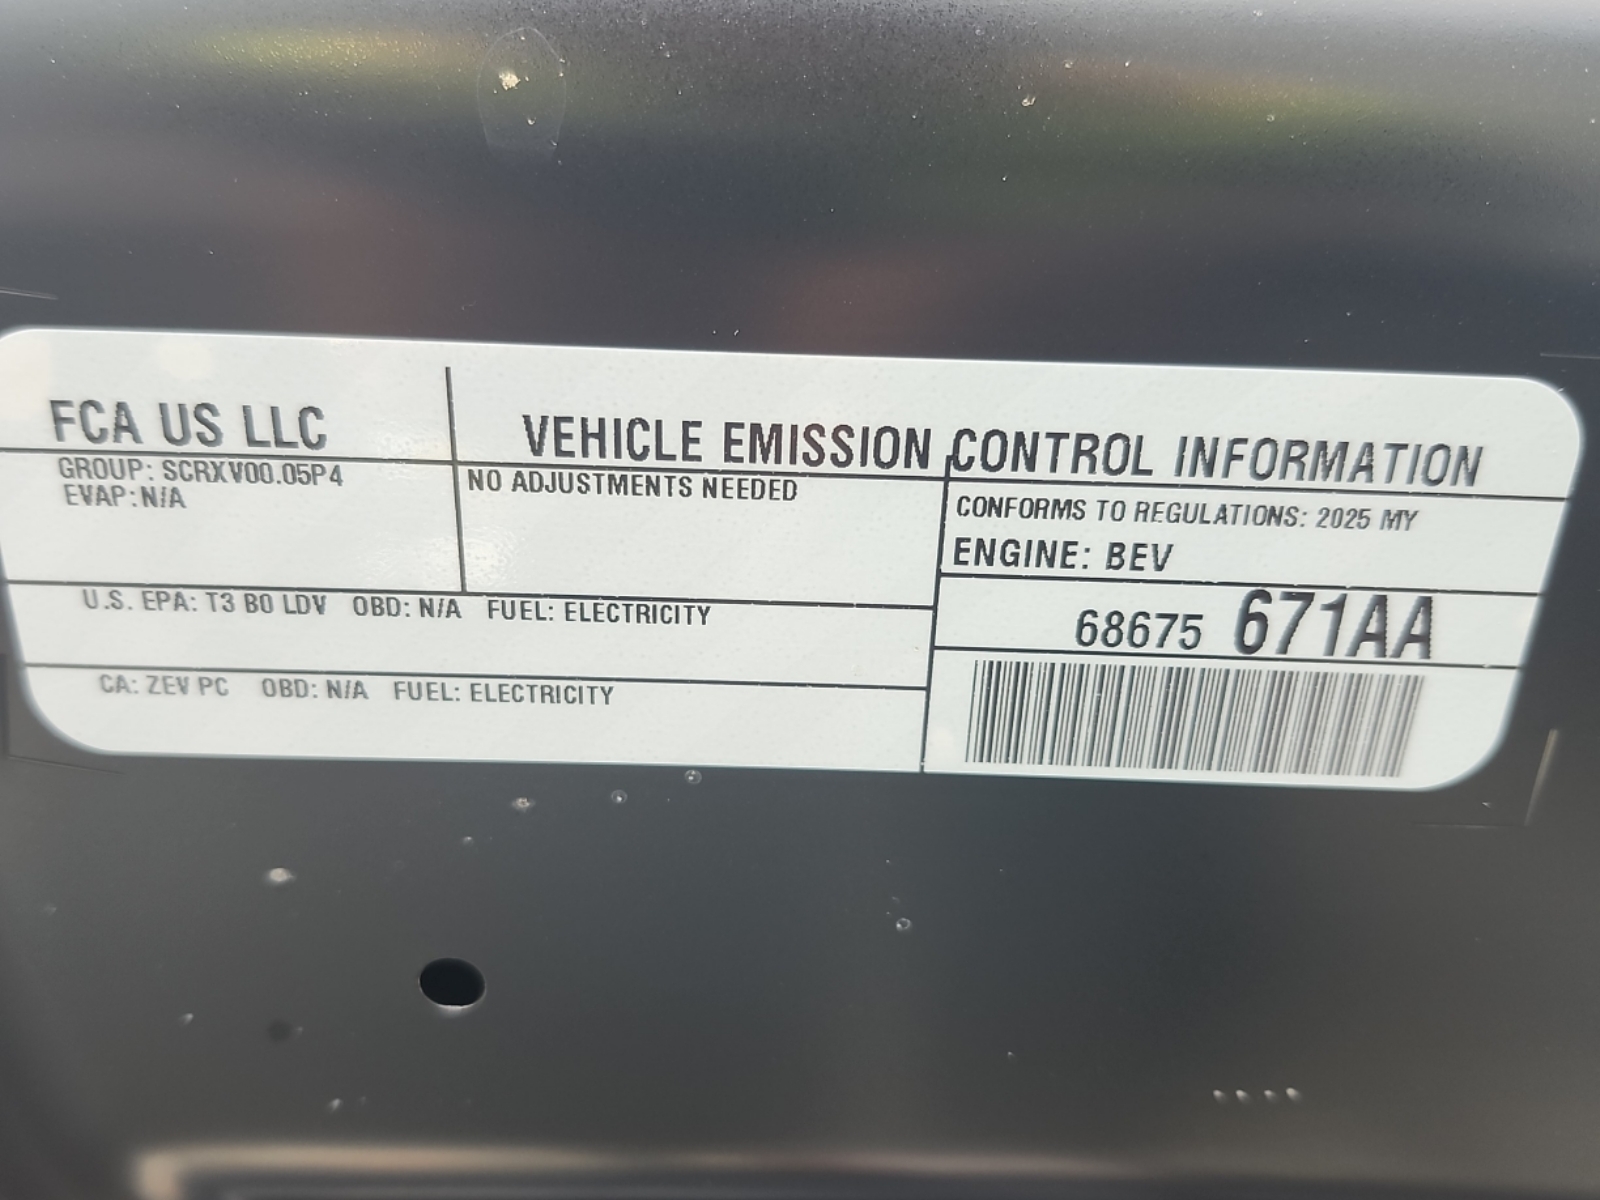 FCA US LLC
VEHICLE EMISSION CONTROL INFORMATION
GROUP: SCRXV00.05P4
EVAP:N/A
NO ADJUSTMENTS NEEDED
CONFORMS TO REGULATIONS: 2025 MY
ENGINE: BEV
U.S. EPA: T3 B0 LDV OBD: N/A FUEL: ELECTRICITY
68675 671AA
CA: ZEV PC OBD: N/A FUEL: ELECTRICITY